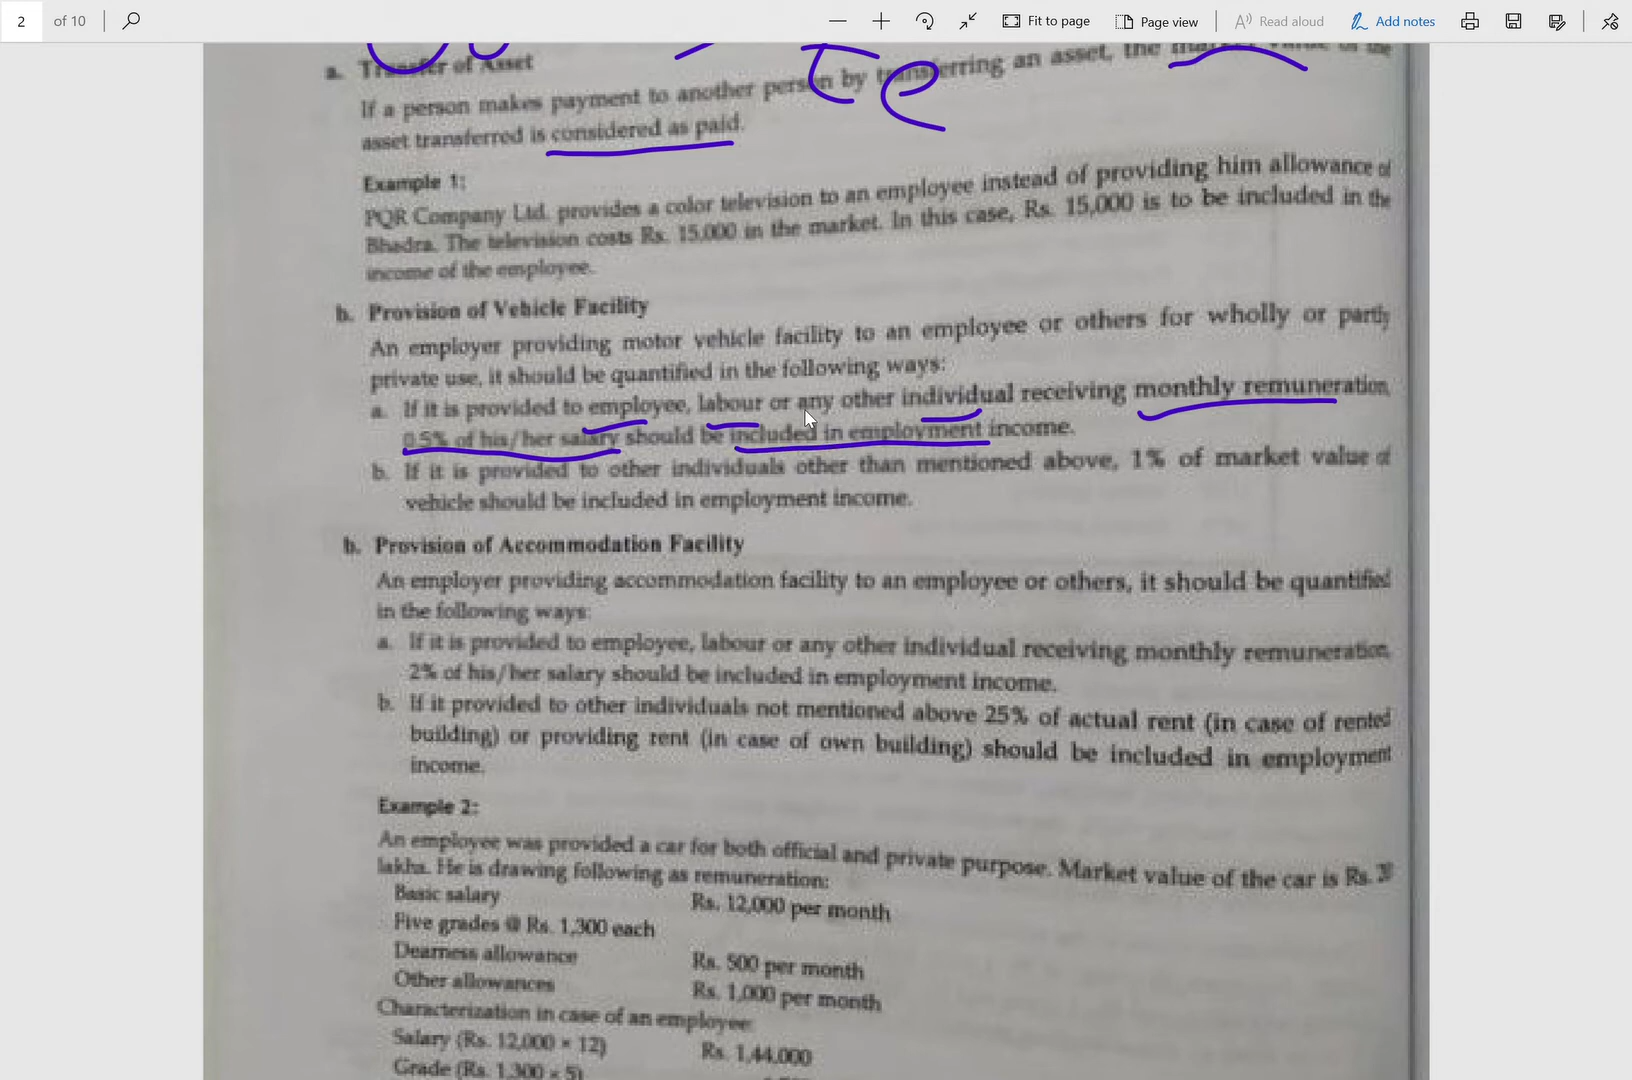 2 of 10 Fit to page Page view Read aloud Add notes
a. Transfer of Asset
If a person makes payment to another person by transferring an asset, the market value of the
asset transferred is considered as paid.
Example 1:
PQR Company Ltd. provides a color television to an employee instead of providing him allowance of
Bhadra. The television costs Rs. 15,000 in the market. In this case, Rs. 15,000 is to be included in the
income of the employee.
b. Provision of Vehicle Facility
An employer providing motor vehicle facility to an employee or others for wholly or partly
private use, it should be quantified in the following ways:
a. If it is provided to employee, labour or any other individual receiving monthly remuneration,
0.5% of his/her salary should be included in employment income.
b. If it is provided to other individuals other than mentioned above, 1% of market value of
vehicle should be included in employment income.
b. Provision of Accommodation Facility
An employer providing accommodation facility to an employee or others, it should be quantified
in the following ways:
a. If it is provided to employee, labour or any other individual receiving monthly remuneration,
2% of his/her salary should be included in employment income.
b. If it provided to other individuals not mentioned above 25% of actual rent (in case of rented
building) or providing rent (in case of own building) should be included in employment
income.
Example 2:
An employee was provided a car for both official and private purpose. Market value of the car is Rs.
lakhs. He is drawing following as remuneration:
Basic salary Rs. 12,000 per month
Five grades @ Rs. 1,300 each
Dearness allowance Rs. 500 per month
Other allowances Rs. 1,000 per month
Characterization in case of an employee:
Salary (Rs. 12,000 × 12) Rs. 1,44,000
Grade (Rs. 1,300 × 5)